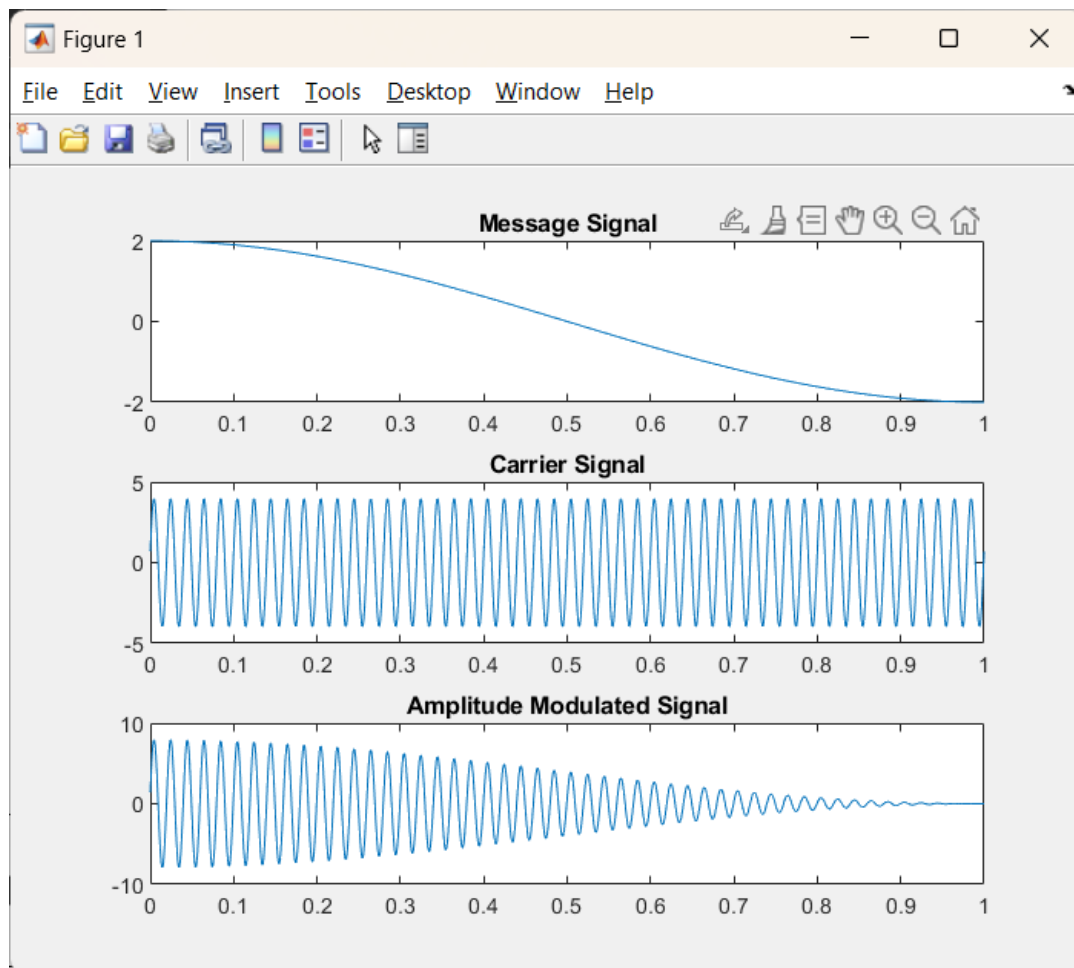 Figure 1
File Edit View Insert Tools Desktop Window Help
Message Signal
2
0
-2
0 0.1 0.2 0.3 0.4 0.5 0.6 0.7 0.8 0.9 1
Carrier Signal
5
0
-5
0 0.1 0.2 0.3 0.4 0.5 0.6 0.7 0.8 0.9 1
Amplitude Modulated Signal
10
0
-10
0 0.1 0.2 0.3 0.4 0.5 0.6 0.7 0.8 0.9 1